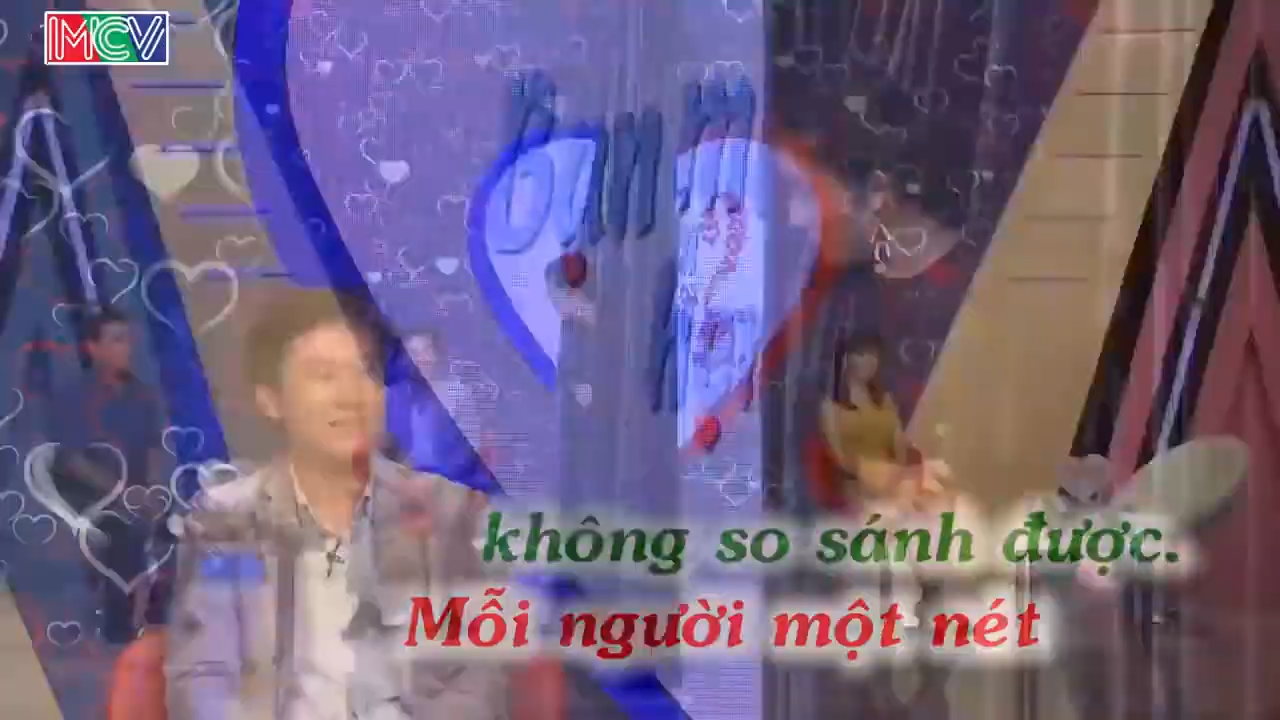 MCV
không so sánh được.
Mỗi người một nét